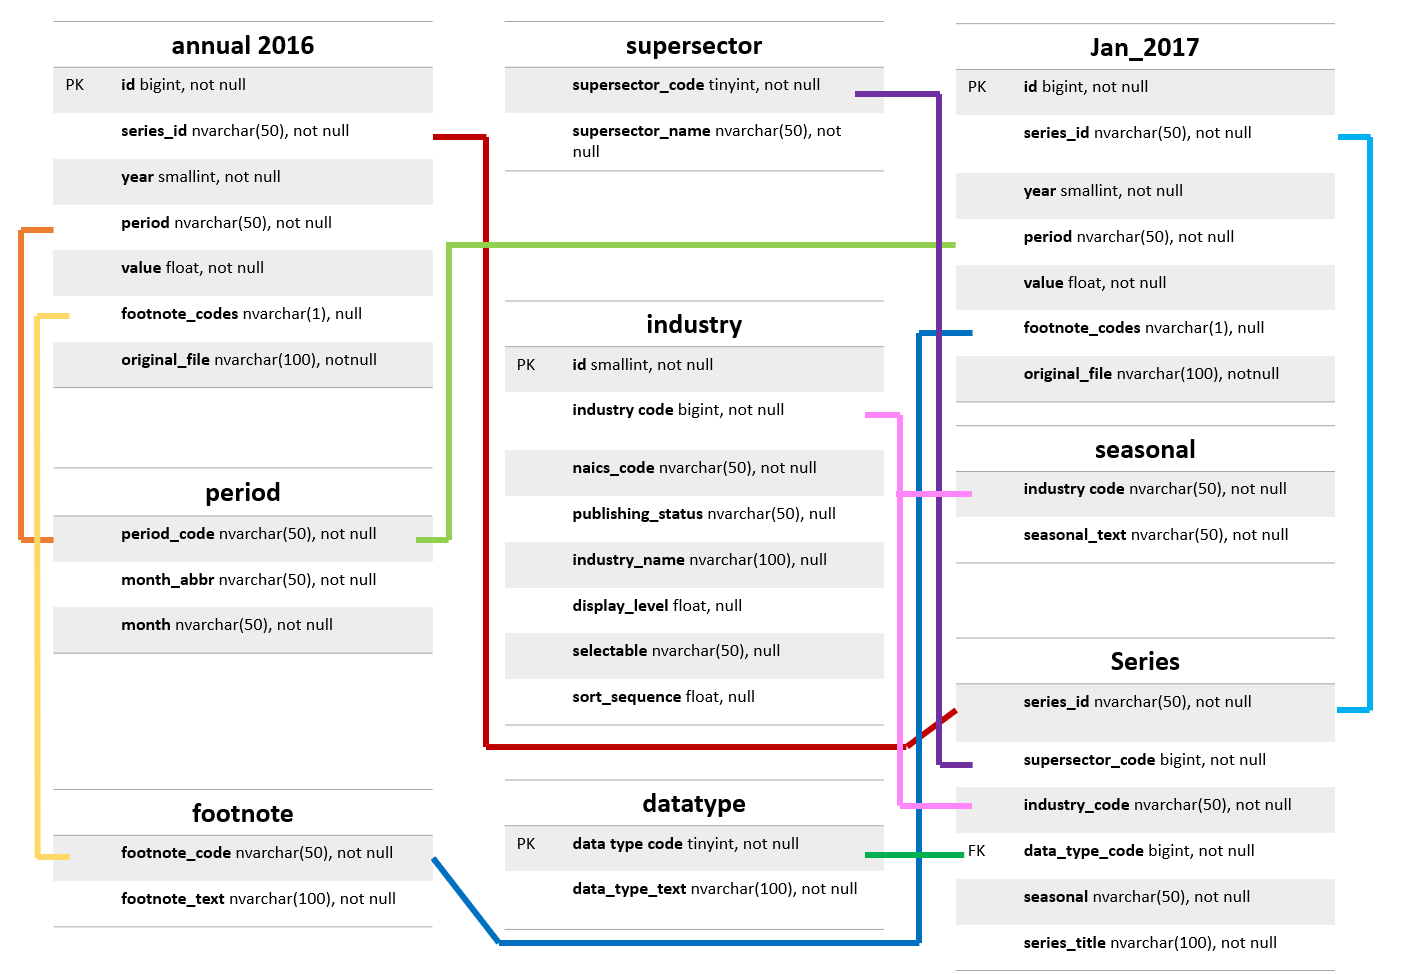 annual 2016
PK id bigint, not null
series_id nvarchar(50), not null
year smallint, not null
period nvarchar(50), not null
value float, not null
footnote_codes nvarchar(1), null
original_file nvarchar(100), notnull
period
period_code nvarchar(50), not null
month_abbr nvarchar(50), not null
month nvarchar(50), not null
footnote
footnote_code nvarchar(50), not null
footnote_text nvarchar(100), not null
supersector
supersector_code tinyint, not null
supersector_name nvarchar(50), not
null
industry
PK id smallint, not null
industry code bigint, not null
naics_code nvarchar(50), not null
publishing_status nvarchar(50), null
industry_name nvarchar(100), null
display_level float, null
selectable nvarchar(50), null
sort_sequence float, null
datatype
PK data type code tinyint, not null
data_type_text nvarchar(100), not null
Jan_2017
PK id bigint, not null
series_id nvarchar(50), not null
year smallint, not null
period nvarchar(50), not null
value float, not null
footnote_codes nvarchar(1), null
original_file nvarchar(100), notnull
seasonal
industry code nvarchar(50), not null
seasonal_text nvarchar(50), not null
Series
series_id nvarchar(50), not null
supersector_code bigint, not null
industry_code nvarchar(50), not null
FK data_type_code bigint, not null
seasonal nvarchar(50), not null
series_title nvarchar(100), not null